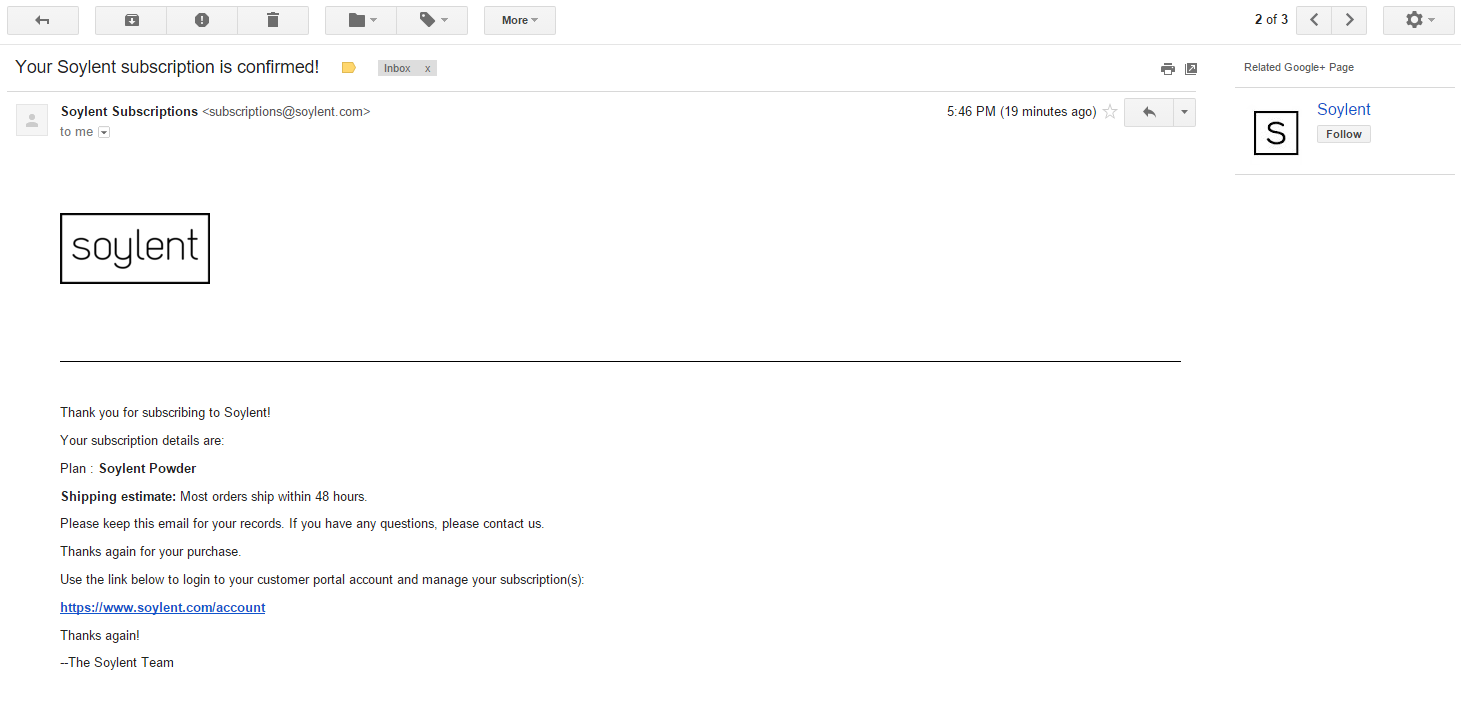 More
2 of 3
Your Soylent subscription is confirmed!
Inbox x
Related Google+ Page
Soylent Subscriptions <subscriptions@soylent.com>
5:46 PM (19 minutes ago)
to me
S
Soylent
Follow
soylent
Thank you for subscribing to Soylent!
Your subscription details are:
Plan : Soylent Powder
Shipping estimate: Most orders ship within 48 hours.
Please keep this email for your records. If you have any questions, please contact us.
Thanks again for your purchase.
Use the link below to login to your customer portal account and manage your subscription(s):
https://www.soylent.com/account
Thanks again!
--The Soylent Team